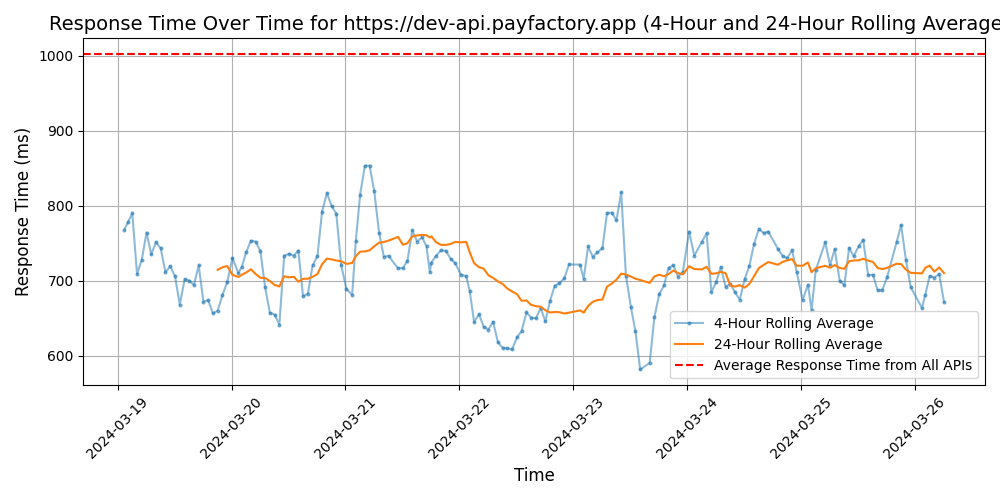 Response Time Over Time for https://dev-api.payfactory.app (4-Hour and 24-Hour Rolling Average
Response Time (ms)
1000
900
800
700
600
4-Hour Rolling Average
24-Hour Rolling Average
Average Response Time from All APIs
2024-03-19
2024-03-20
2024-03-21
2024-03-22
2024-03-23
2024-03-24
2024-03-25
2024-03-26
Time